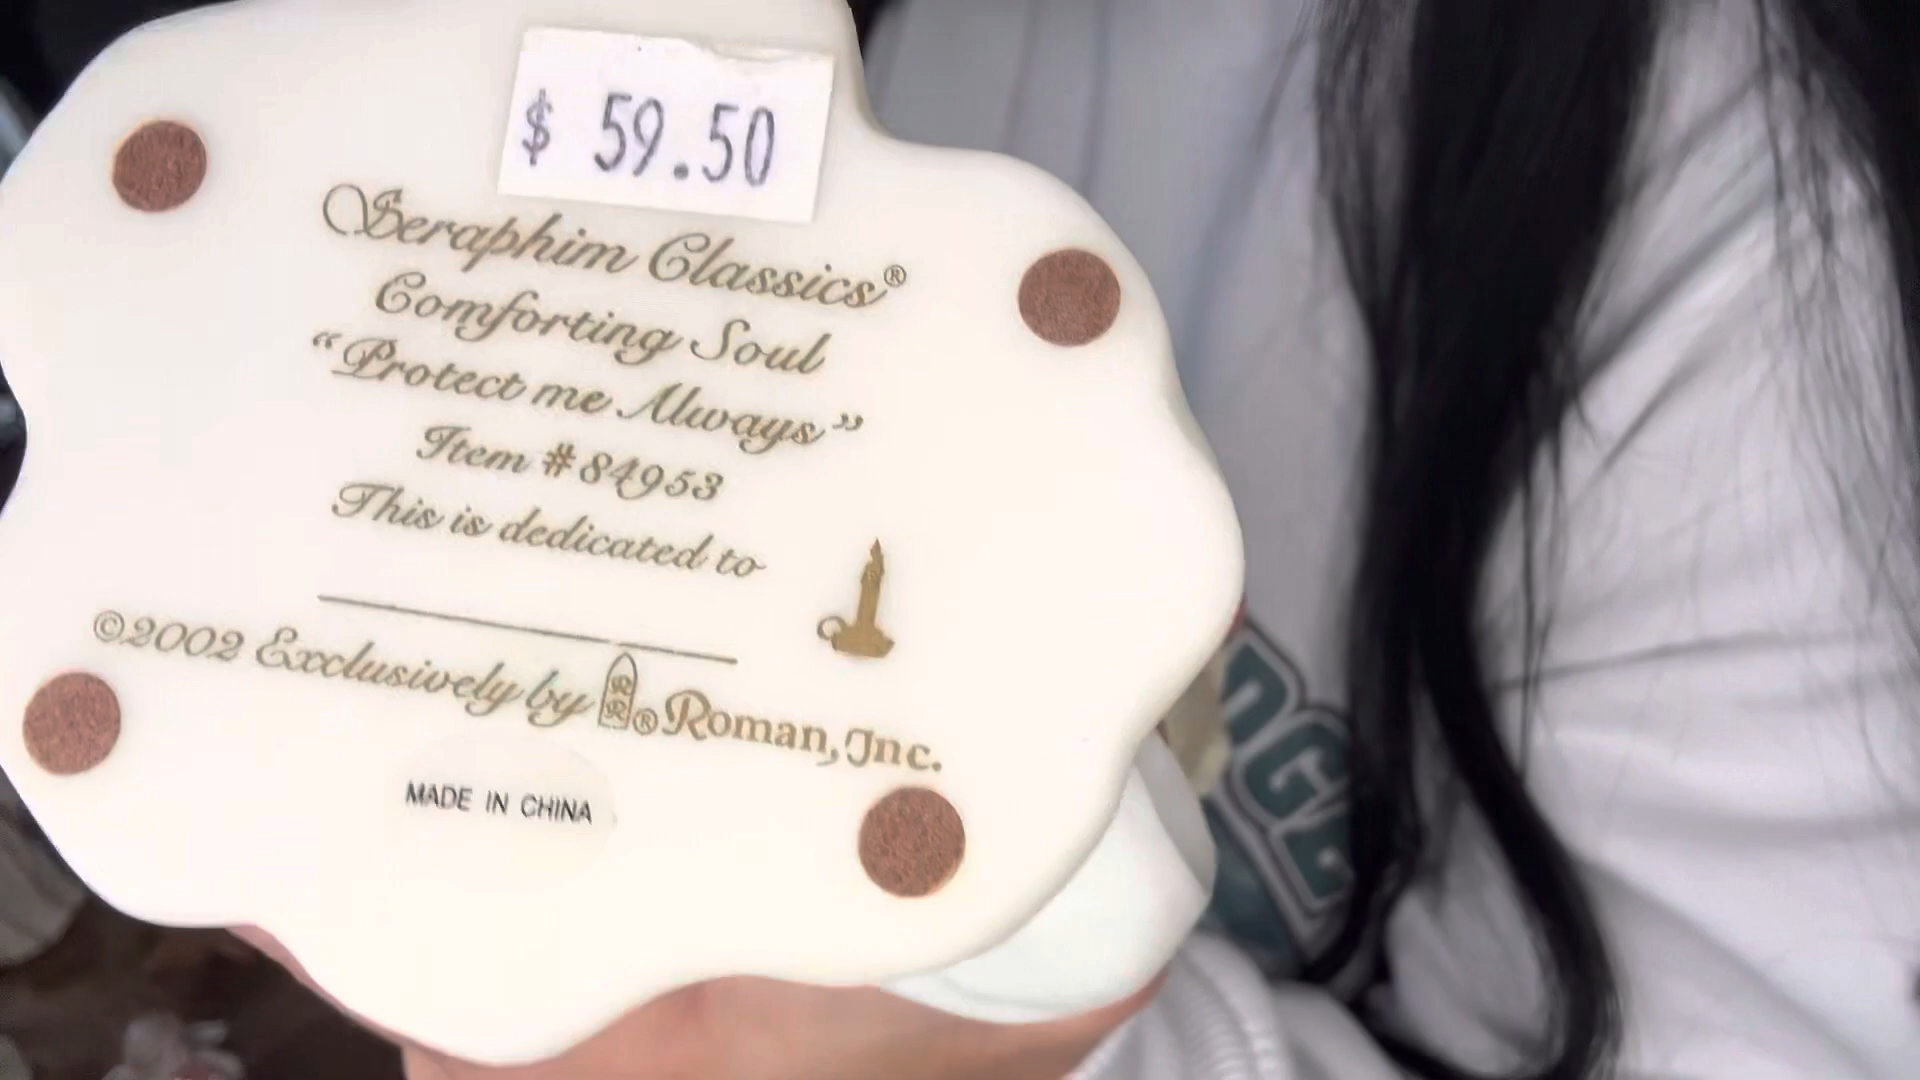 $ 59.50
Seraphim Classics®
Comforting Soul
“Protect me Always”
Item #84953
This is dedicated to
©2002 Exclusively by RR® Roman, Inc.
MADE IN CHINA